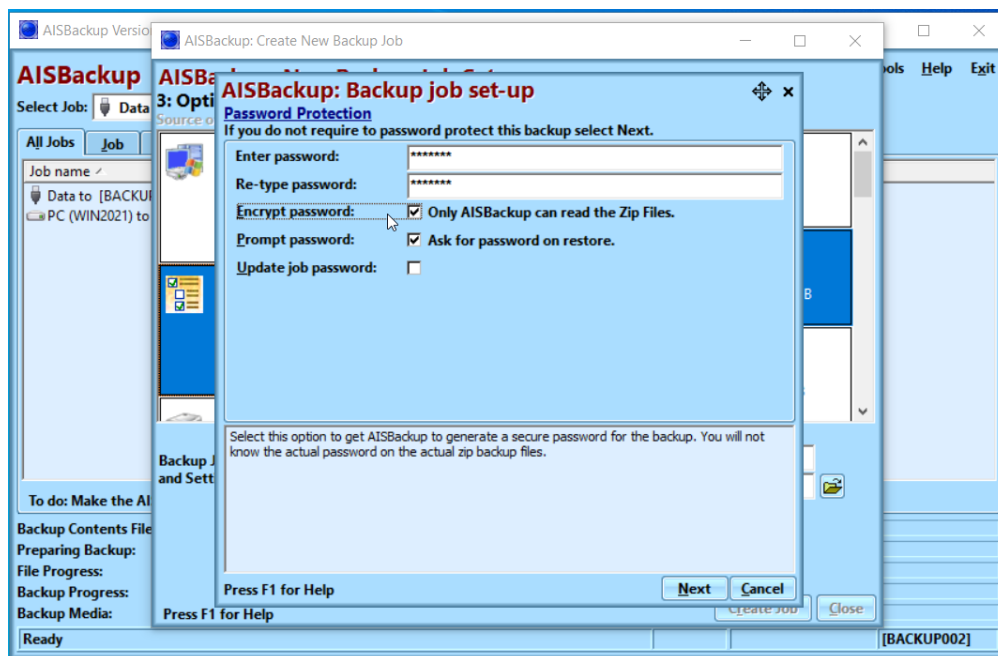 AISBackup Versio
AISBackup: Create New Backup Job
AISBackup
ols Help Exit
Select Job: Data
All Jobs Job
Job name
Data to [BACKU
PC (WIN2021) to
To do: Make the AI
Backup Contents File
Preparing Backup:
File Progress:
Backup Progress:
Backup Media:
Ready
[BACKUP002]
AISBa
3: Opti
Source o
B
Backup J
and Sett
Press F1 for Help
Create Job Close
AISBackup: Backup job set-up
Password Protection
If you do not require to password protect this backup select Next.
Enter password: *******
Re-type password: *******
Encrypt password: Only AISBackup can read the Zip Files.
Prompt password: Ask for password on restore.
Update job password:
Select this option to get AISBackup to generate a secure password for the backup. You will not
know the actual password on the actual zip backup files.
Press F1 for Help
Next Cancel